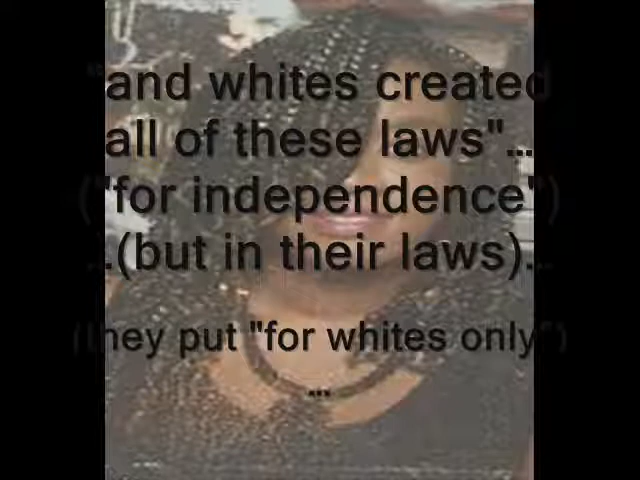 "and whites created
all of these laws"...
("for independence")
...(but in their laws)...
(they put "for whites only")
...